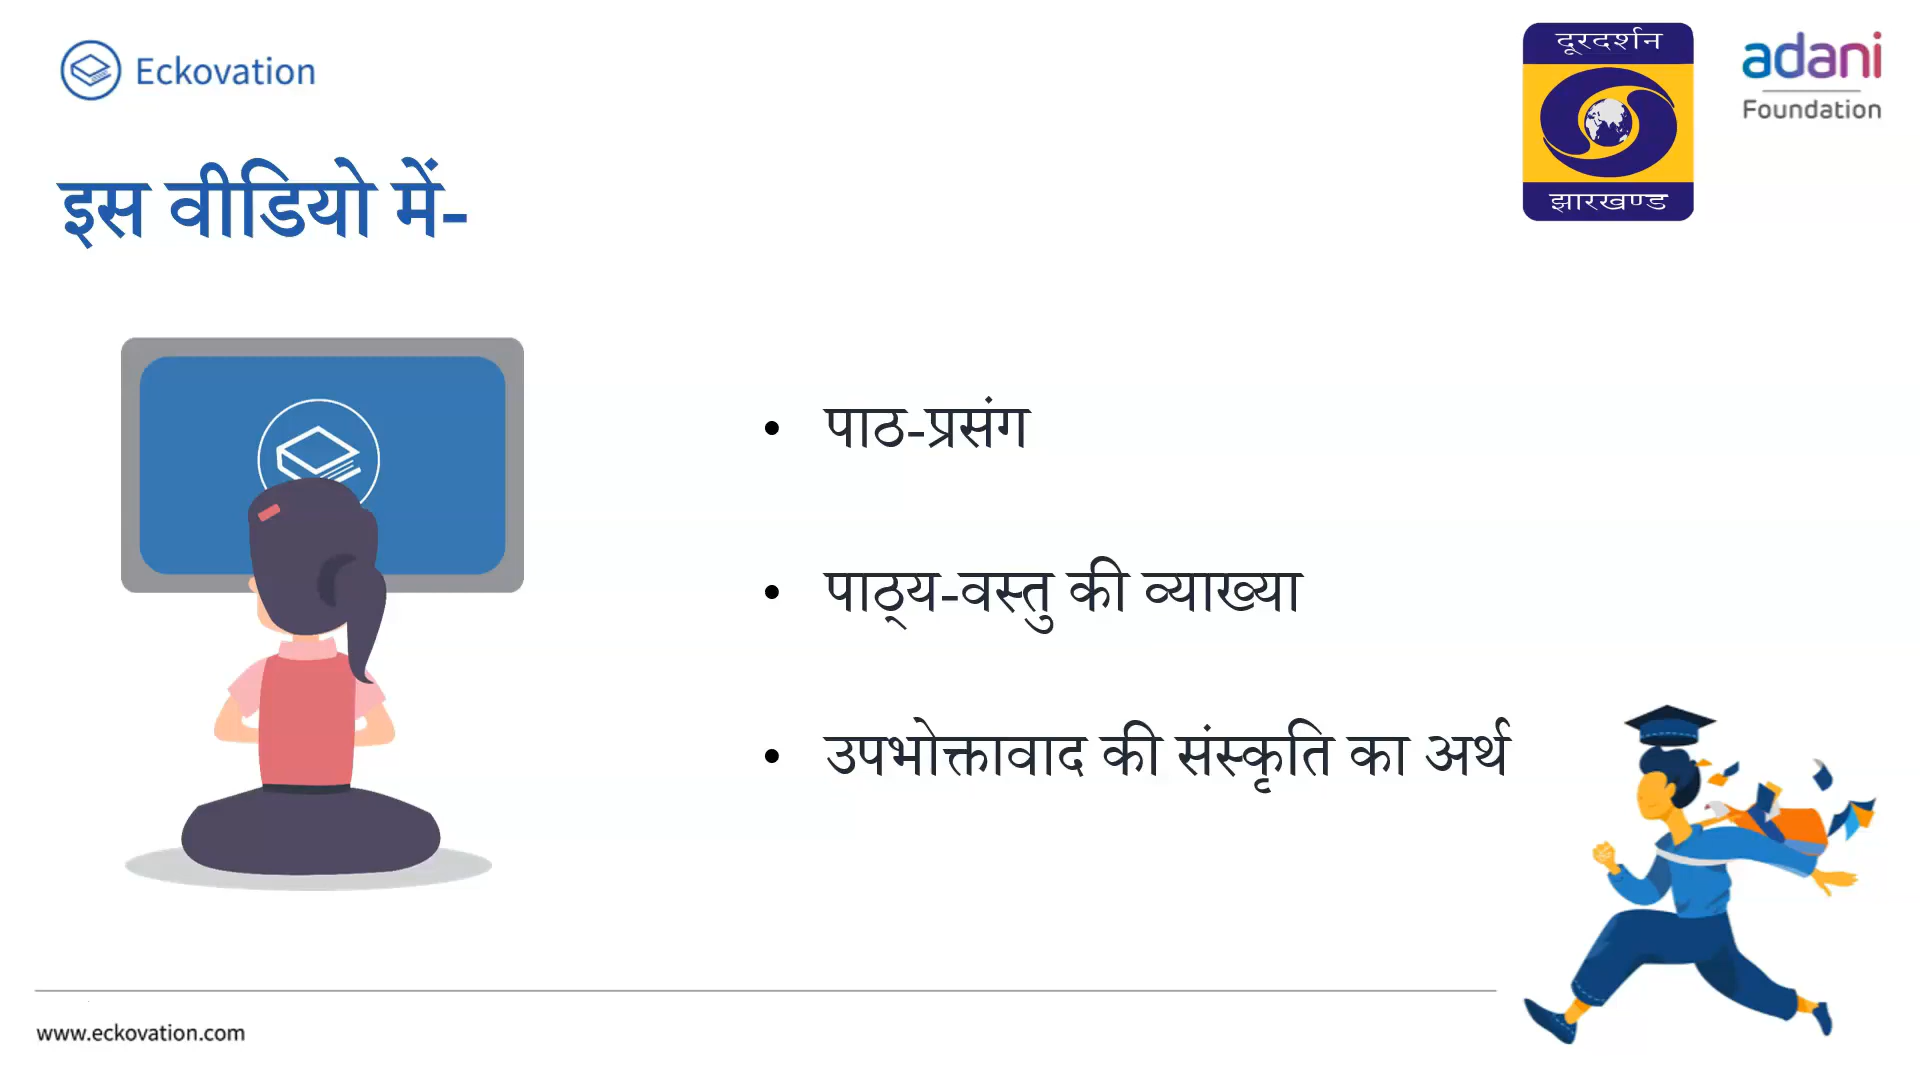 Eckovation
दूरदर्शन
झारखण्ड
adani
Foundation
इस वीडियो में-
• पाठ-प्रसंग
• पाठ्य-वस्तु की व्याख्या
• उपभोक्तावाद की संस्कृति का अर्थ
www.eckovation.com